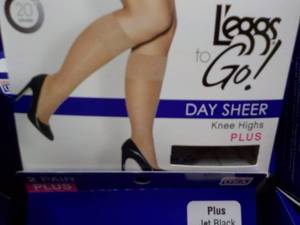 20
L'eggs
to
Go!
DAY SHEER
Knee Highs
PLUS
2 PAIR
PLUS
Plus
Jet Black